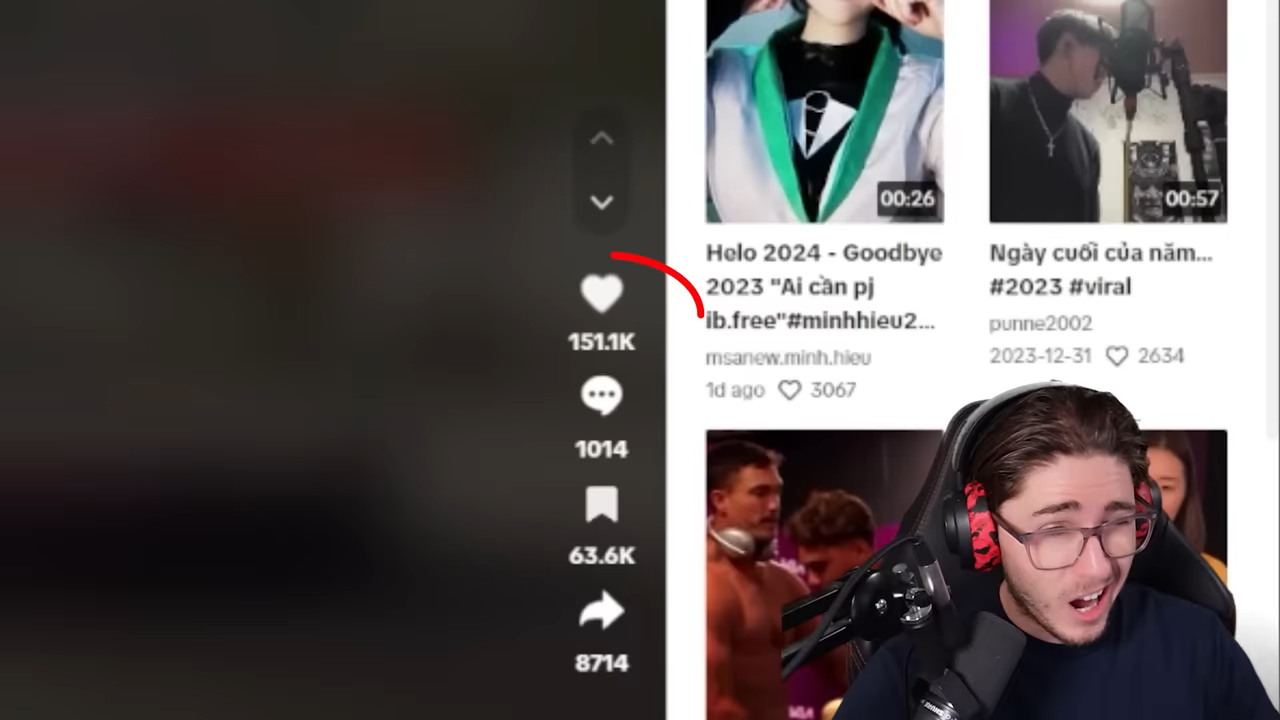 151.1K
1014
63.6K
8714
00:26
Helo 2024 - Goodbye
2023 "Ai cần pj
ib.free"#minhhieu2...
msanew.minh.hieu
1d ago 3067
00:57
Ngày cuối của năm...
#2023 #viral
punne2002
2023-12-31 2634